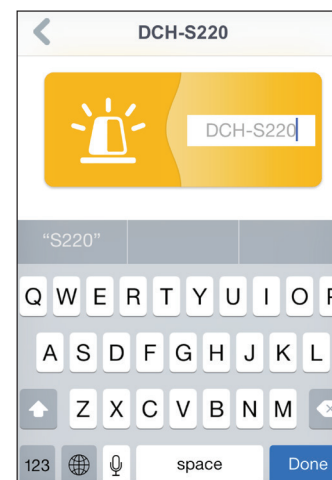 DCH-S220
DCH-S220
“S220”
Q W E R T Y U I O P
A S D F G H J K L
Z X C V B N M
123 space Done